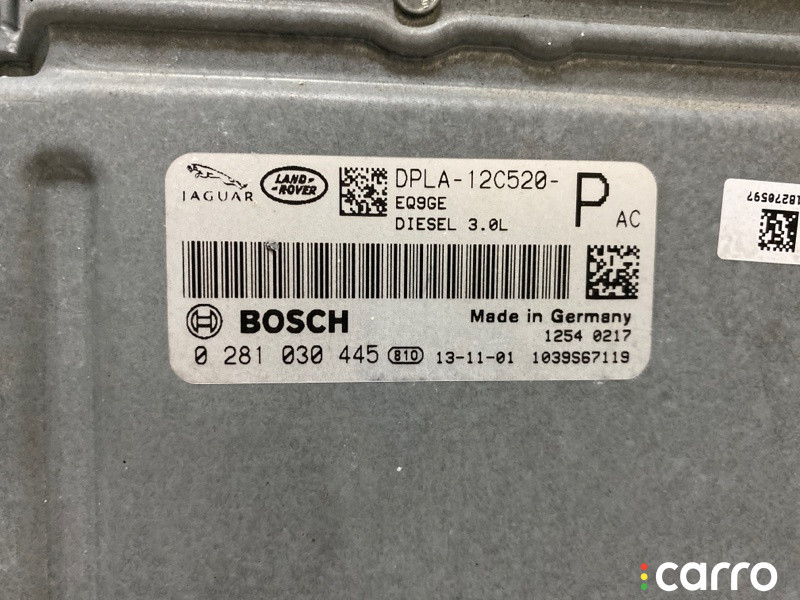 JAGUAR
LAND-
-ROVER
DPLA-12C520-
P AC
EQ9GE
DIESEL 3.0L
BOSCH
Made in Germany
1254 0217
0 281 030 445 810 13-11-01 1039S67119
18270597
carro